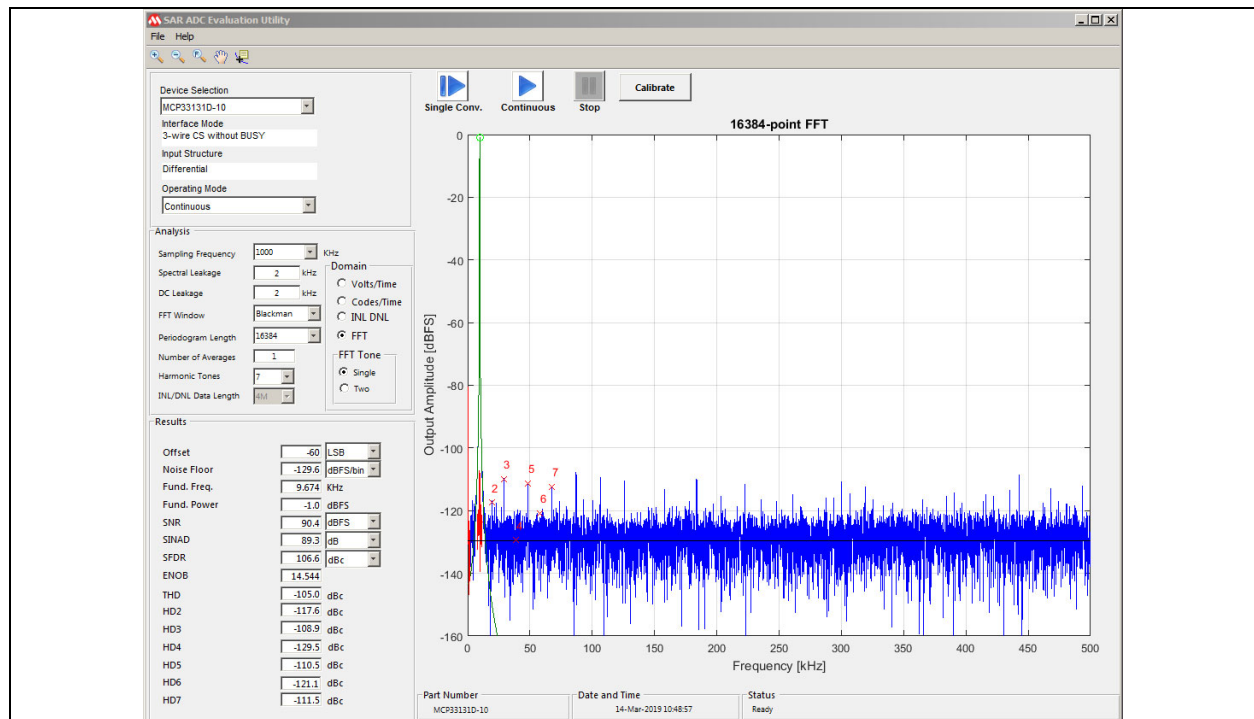 SAR ADC Evaluation Utility
File Help
Device Selection
MCP33131D-10
Interface Mode
3-wire CS without BUSY
Input Structure
Differential
Operating Mode
Continuous
Analysis
Sampling Frequency 1000 KHz
Spectral Leakage 2 kHz
DC Leakage 2 kHz
FFT Window Blackman
Periodogram Length 16384
Number of Averages 1
Harmonic Tones 7
INL/DNL Data Length 4M
Domain
Volts/Time
Codes/Time
INL DNL
FFT
FFT Tone
Single
Two
Results
Offset -60 LSB
Noise Floor -129.6 dBFS/bin
Fund. Freq. 9.674 KHz
Fund. Power -1.0 dBFS
SNR 90.4 dBFS
SINAD 89.3 dB
SFDR 106.6 dBc
ENOB 14.544
THD -105.0 dBc
HD2 -117.6 dBc
HD3 -108.9 dBc
HD4 -129.5 dBc
HD5 -110.5 dBc
HD6 -121.1 dBc
HD7 -111.5 dBc
Single Conv. Continuous Stop Calibrate
16384-point FFT
Output Amplitude [dBFS]
0
-20
-40
-60
-80
-100
-120
-140
-160
2 3 4 5 6 7
0 50 100 150 200 250 300 350 400 450 500
Frequency [kHz]
Part Number
MCP33131D-10
Date and Time
14-Mar-2019 10:48:57
Status
Ready